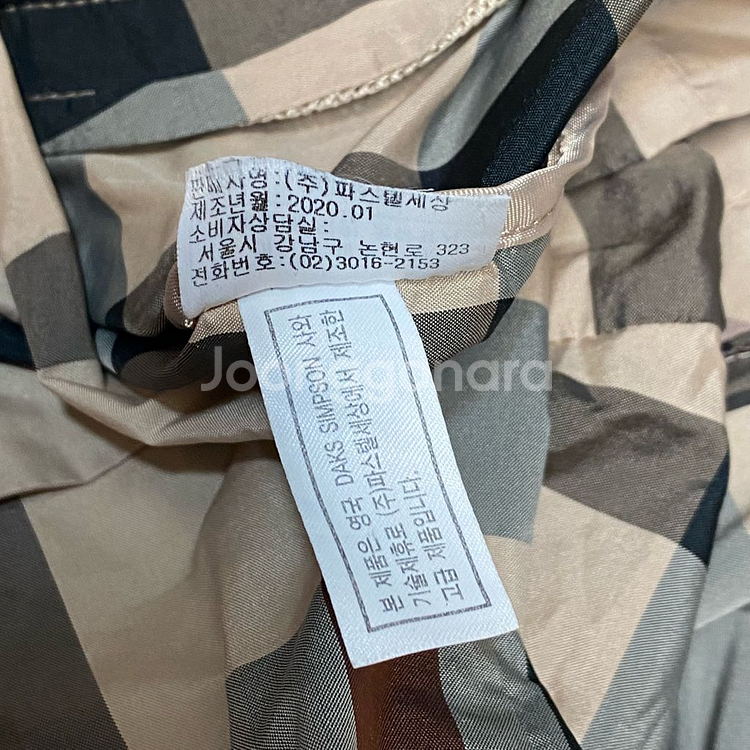 판매사명:(주)파스텔세상
제조년월:2020.01
소비자상담실:
서울시 강남구 논현로 323
전화번호:(02)3016-2153
본 제품은 영국 DAKS SIMPSON 사와
기술제휴로 (주)파스텔세상에서 제조한
고급 제품입니다.
Joonggonara